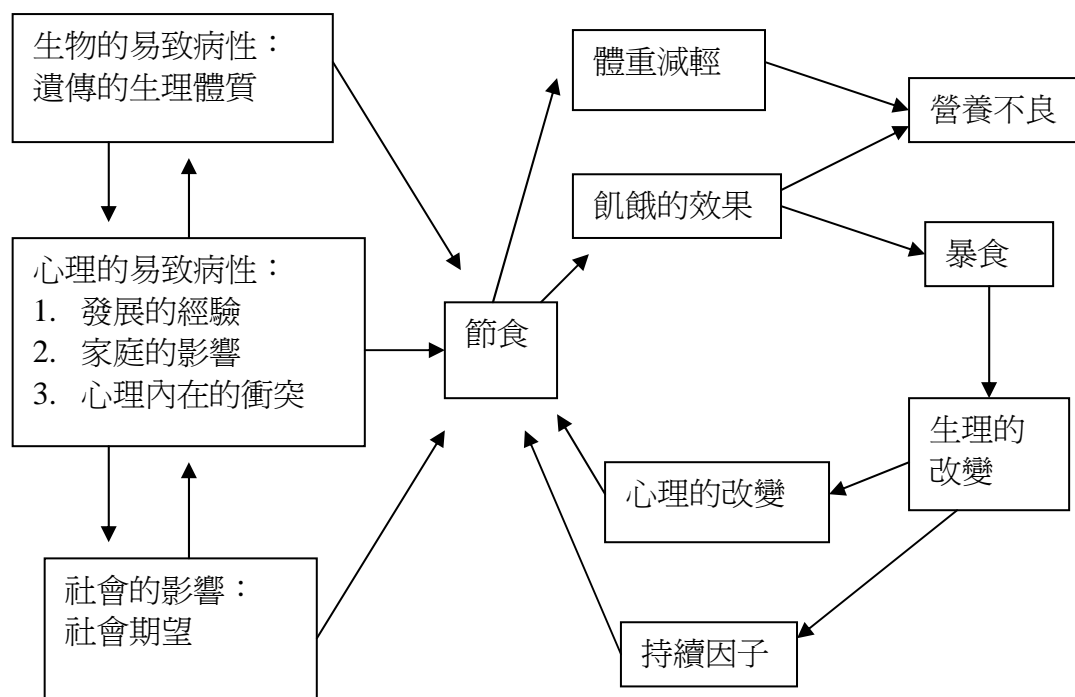 生物的易致病性：
遺傳的生理體質
心理的易致病性：
1. 發展的經驗
2. 家庭的影響
3. 心理內在的衝突
社會的影響：
社會期望
節食
體重減輕
飢餓的效果
營養不良
暴食
生理的
改變
心理的改變
持續因子